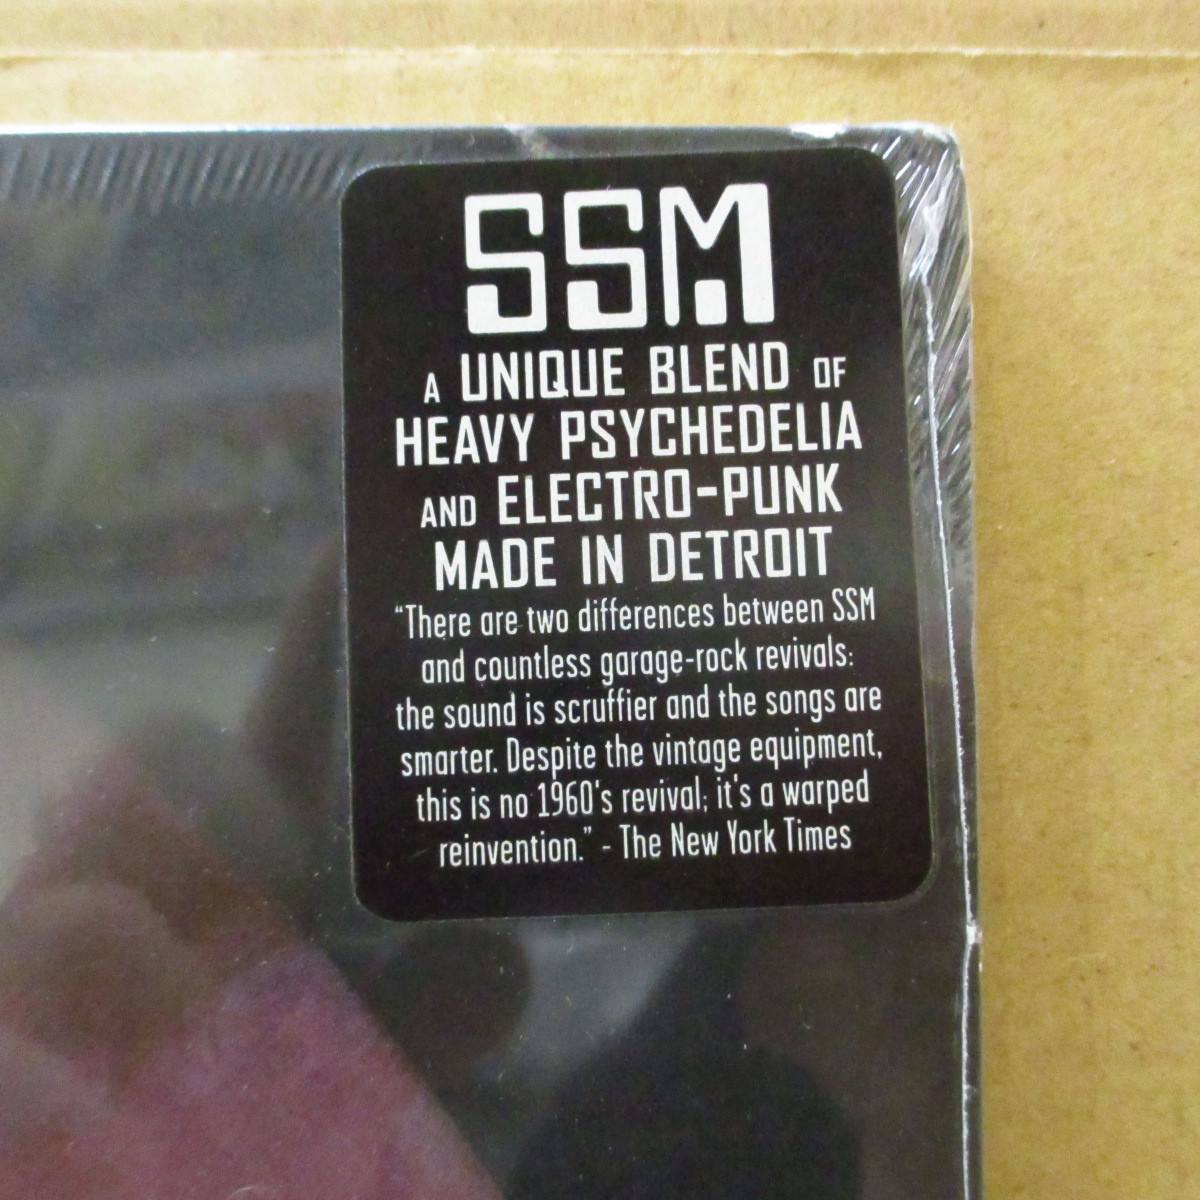 SSM
A UNIQUE BLEND OF
HEAVY PSYCHEDELIA
AND ELECTRO-PUNK
MADE IN DETROIT
“There are two differences between SSM
and countless garage-rock revivals:
the sound is scruffier and the songs are
smarter. Despite the vintage equipment,
this is no 1960's revival; it's a warped
reinvention.” - The New York Times